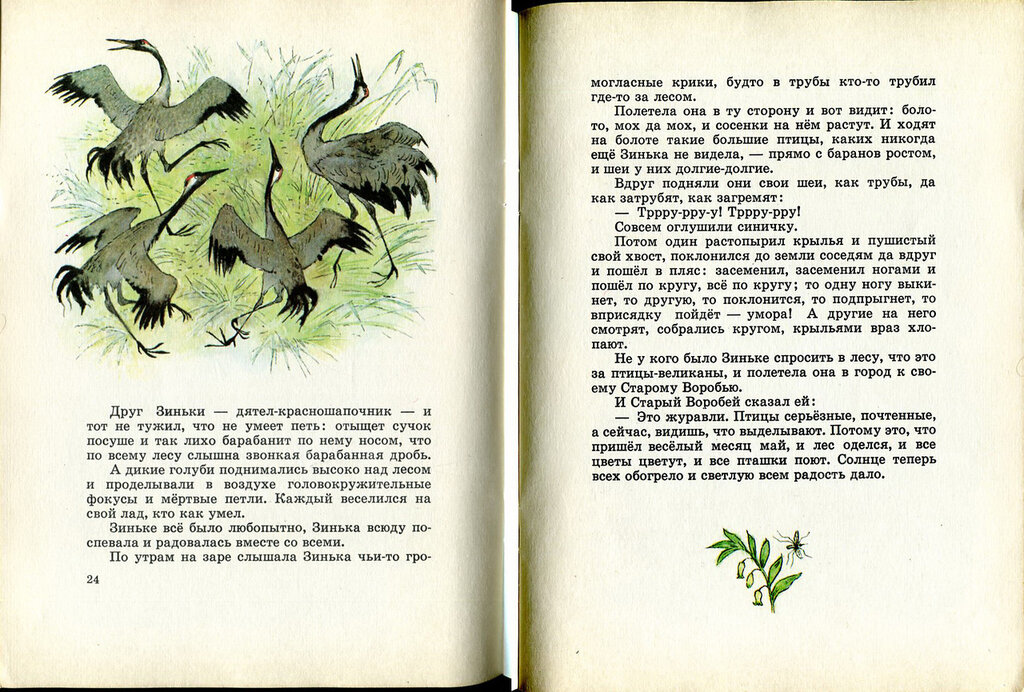 Друг Зиньки — дятел-красношапочник — и
тот не тужил, что не умеет петь: отыщет сучок
посуше и так лихо барабанит по нему носом, что
по всему лесу слышна звонкая барабанная дробь.
А дикие голуби поднимались высоко над лесом
и проделывали в воздухе головокружительные
фокусы и мёртвые петли. Каждый веселился на
свой лад, кто как умел.
Зиньке всё было любопытно, Зинька всюду по-
спевала и радовалась вместе со всеми.
По утрам на заре слышала Зинька чьи-то гро-
24
могласные крики, будто в трубы кто-то трубил
где-то за лесом.
Полетела она в ту сторону и вот видит: боло-
то, мох да мох, и сосенки на нём растут. И ходят
на болоте такие большие птицы, каких никогда
ещё Зинька не видела, — прямо с баранов ростом,
и шеи у них долгие-долгие.
Вдруг подняли они свои шеи, как трубы, да
как затрубят, как загремят:
— Тррру-рру-у! Тррру-рру!
Совсем оглушили синичку.
Потом один растопырил крылья и пушистый
свой хвост, поклонился до земли соседям да вдруг
и пошёл в пляс: засеменил, засеменил ногами и
пошёл по кругу, всё по кругу; то одну ногу выки-
нет, то другую, то поклонится, то подпрыгнет, то
вприсядку пойдёт — умора! А другие на него
смотрят, собрались кругом, крыльями враз хло-
пают.
Не у кого было Зиньке спросить в лесу, что это
за птицы-великаны, и полетела она в город к сво-
ему Старому Воробью.
И Старый Воробей сказал ей:
— Это журавли. Птицы серьёзные, почтенные,
а сейчас, видишь, что выделывают. Потому это, что
пришёл весёлый месяц май, и лес оделся, и все
цветы цветут, и все пташки поют. Солнце теперь
всех обогрело и светлую всем радость дало.